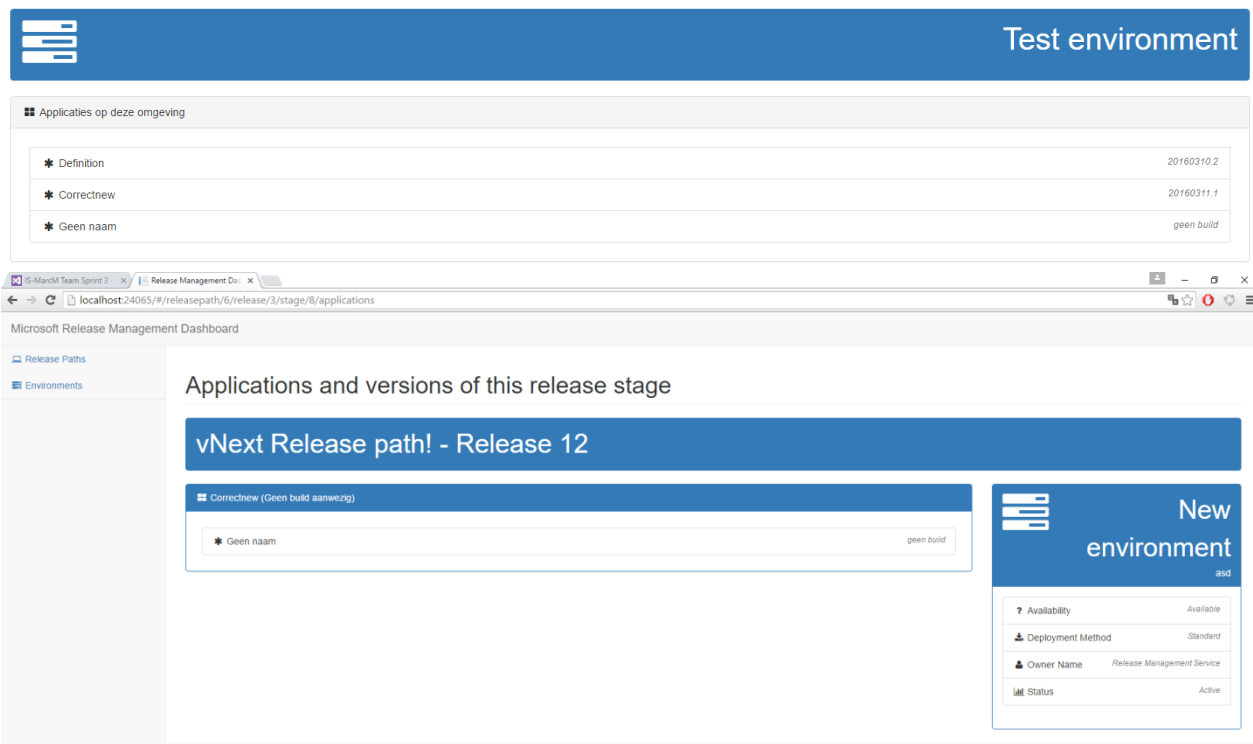 Test environment
Applicaties op deze omgeving
Definition 20160310.2
Correctnew 20160311.1
Geen naam geen build
IS-MarcM Team Sprint 3 - Release Management Das
localhost:24065/#/releasepath/6/release/3/stage/8/applications
Microsoft Release Management Dashboard
Release Paths
Environments
Applications and versions of this release stage
vNext Release path! - Release 12
Correctnew (Geen build aanwezig)
Geen naam geen build
New
environment
asd
? Availability Available
Deployment Method Standard
Owner Name Release Management Service
Status Active